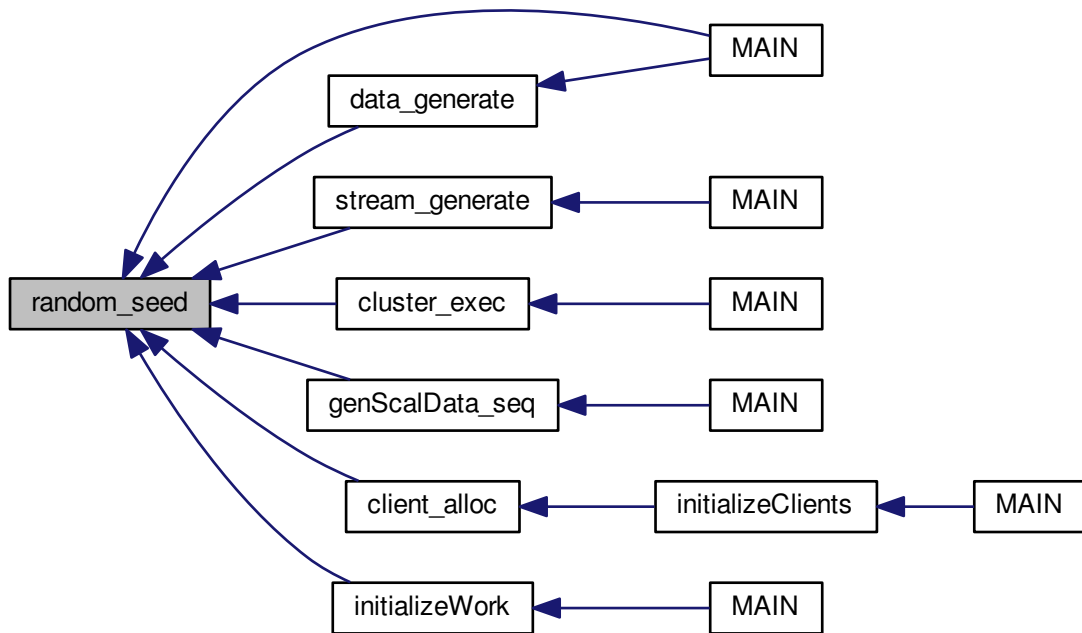 MAIN
data_generate
stream_generate
MAIN
random_seed
cluster_exec
MAIN
genScalData_seq
MAIN
client_alloc
initializeClients
MAIN
initializeWork
MAIN